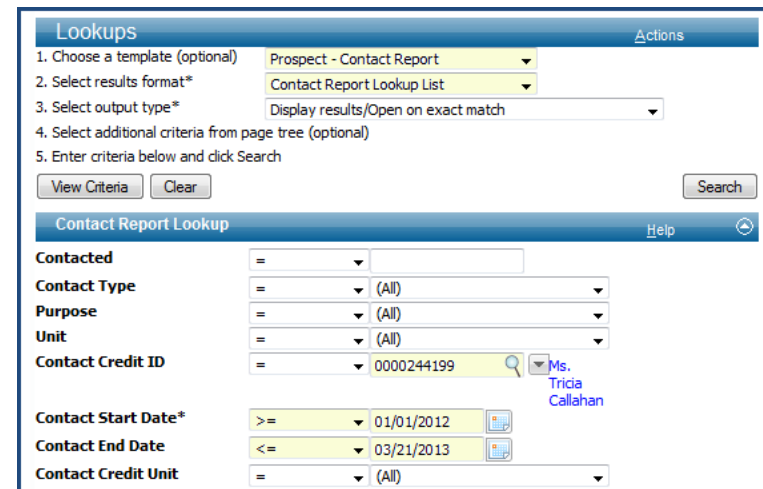 Lookups Actions
1. Choose a template (optional) Prospect - Contact Report
2. Select results format* Contact Report Lookup List
3. Select output type* Display results/Open on exact match
4. Select additional criteria from page tree (optional)
5. Enter criteria below and click Search
View Criteria Clear Search
Contact Report Lookup Help
Contacted =
Contact Type = (All)
Purpose = (All)
Unit = (All)
Contact Credit ID = 0000244199 Ms.
Tricia
Callahan
Contact Start Date* >= 01/01/2012
Contact End Date <= 03/21/2013
Contact Credit Unit = (All)